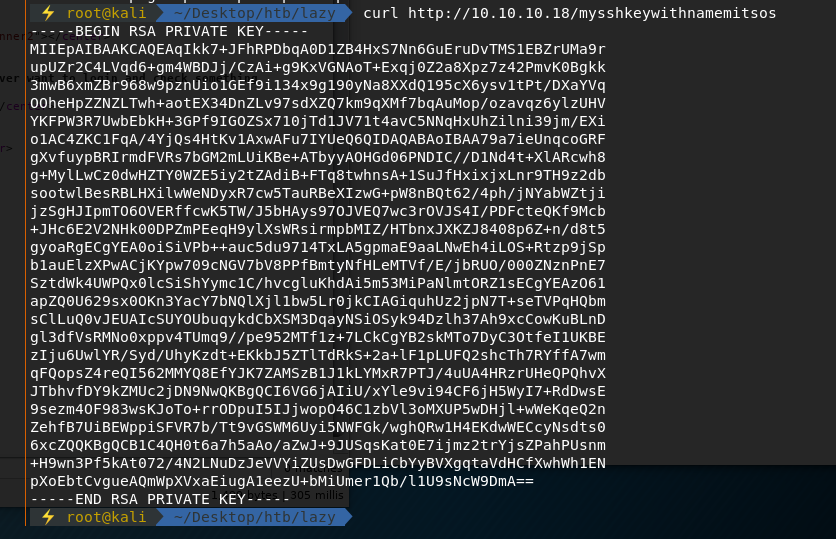 ⚡ root@kali ~/Desktop/htb/lazy curl http://10.10.10.18/mysshkeywithnamemitsos
-----BEGIN RSA PRIVATE KEY-----
MIIEpAIBAAKCAQEAqIkk7+JFhRPDbqA0D1ZB4HxS7Nn6GuEruDvTMS1EBZrUMa9r
upUZr2C4LVqd6+gm4WBDJj/CzAi+g9KxVGNAoT+Exqj0Z2a8Xpz7z42PmvK0Bgkk
3mwB6xmZBr968w9pznUio1GEf9i134x9g190yNa8XXdQ195cX6ysv1tPt/DXaYVq
OOheHpZZNZLTwh+aotEX34DnZLv97sdXZQ7km9qXMf7bqAuMop/ozavqz6ylzUHV
YKFPW3R7UwbEbkH+3GPf9IGOZSx710jTd1JV71t4avC5NNqHxUhZilni39jm/EXi
o1AC4ZKC1FqA/4YjQs4HtKv1AxwAFu7IYUeQ6QIDAQABAoIBAA79a7ieUnqcoGRF
gXvfuypBRIrmdFVRs7bGM2mLUiKBe+ATbyyAOHGd06PNDIC//D1Nd4t+XlARcwh8
g+MylLwCz0dwHZTY0WZE5iy2tZAdiB+FTq8twhnsA+1SuJfHxixjxLnr9TH9z2db
sootwlBesRBLHXilwWeNDyxR7cw5TauRBeXIzwG+pW8nBQt62/4ph/jNYabWZtji
jzSgHJIpmTO6OVERffcwK5TW/J5bHAys97OJVEQ7wc3rOVJS4I/PDFcteQKf9Mcb
+JHc6E2V2NHk00DPZmPEeqH9ylXsWRsirmpbMIZ/HTbnxJXKZJ8408p6Z+n/d8t5
gyoaRgECgYEA0oiSiVPb++auc5du9714TxLA5gpmaE9aaLNwEh4iLOS+Rtzp9jSp
b1auElzXPwACjKYpw709cNGV7bV8PPfBmtyNfHLeMTVf/E/jbRUO/000ZNznPnE7
SztdWk4UWPQx0lcSiShYymc1C/hvcgluKhdAi5m53MiPaNlmtORZ1sECgYEAzO61
apZQ0U629sx0OKn3YacY7bNQlXjl1bw5Lr0jkCIAGiquhUz2jpN7T+seTVPqHQbm
sClLuQ0vJEUAIcSUYOUbuqykdCbXSM3DqayNSiOSyk94Dzlh37Ah9xcCowKuBLnD
gl3dfVsRMNo0xppv4TUmq9//pe952MTf1z+7LCkCgYB2skMTo7DyC3OtfeI1UKBE
zIju6UwlYR/Syd/UhyKzdt+EKkbJ5ZTlTdRkS+2a+lF1pLUFQ2shcTh7RYffA7wm
qFQopsZ4reQI562MMYQ8EfYJK7ZAMSzB1J1kLYMxR7PTJ/4uUA4HRzrUHeQPQhvX
JTbhvfDY9kZMUc2jDN9NwQKBgQCI6VG6jAIiU/xYle9vi94CF6jH5WyI7+RdDwsE
9sezm4OF983wsKJoTo+rrODpuI5IJjwopO46C1zbVl3oMXUP5wDHjl+wWeKqeQ2n
ZehfB7UiBEWppiSFVR7b/Tt9vGSWM6Uyi5NWFGk/wghQRw1H4EKdwWECcyNsdts0
6xcZQQKBgQCB1C4QH0t6a7h5aAo/aZwJ+9JUSqsKat0E7ijmz2trYjsZPahPUsnm
+H9wn3Pf5kAt072/4N2LNuDzJeVVYiZUsDwGFDLiCbYyBVXgqtaVdHCfXwhWh1EN
pXoEbtCvgueAQmWpXVxaEiugA1eezU+bMiUmer1Qb/l1U9sNcW9DmA==
-----END RSA PRIVATE KEY-----
⚡ root@kali ~/Desktop/htb/lazy